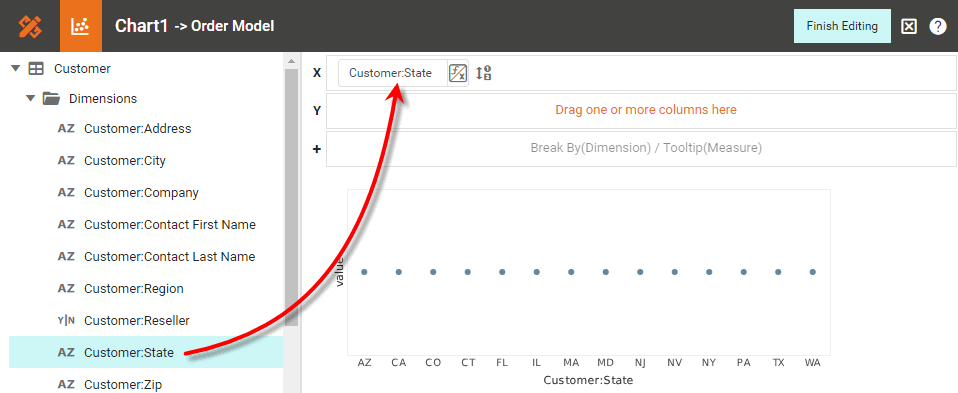 Chart1 -> Order Model
Finish Editing
?
Customer
Dimensions
AZ Customer:Address
AZ Customer:City
AZ Customer:Company
AZ Customer:Contact First Name
AZ Customer:Contact Last Name
AZ Customer:Region
Y|N Customer:Reseller
AZ Customer:State
AZ Customer:Zip
X Customer:State
Y Drag one or more columns here
+ Break By(Dimension) / Tooltip(Measure)
value
AZ CA CO CT FL IL MA MD NJ NV NY PA TX WA
Customer:State